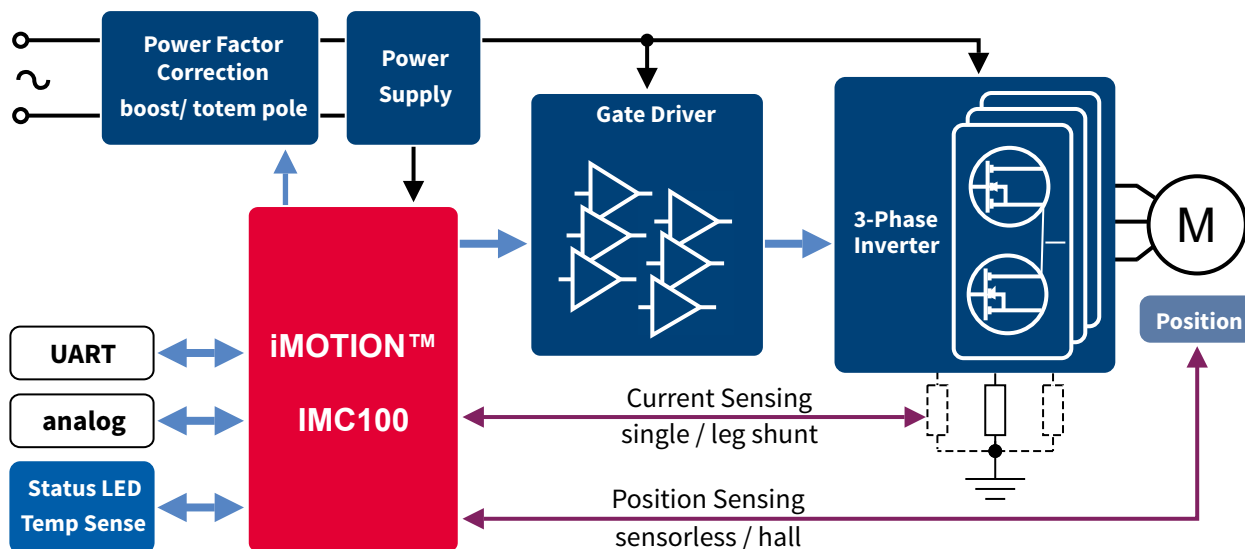 Power Factor
Correction
boost/ totem pole
Power
Supply
Gate Driver
3-Phase
Inverter
M
Position
iMOTION™
IMC100
UART
analog
Status LED
Temp Sense
Current Sensing
single / leg shunt
Position Sensing
sensorless / hall